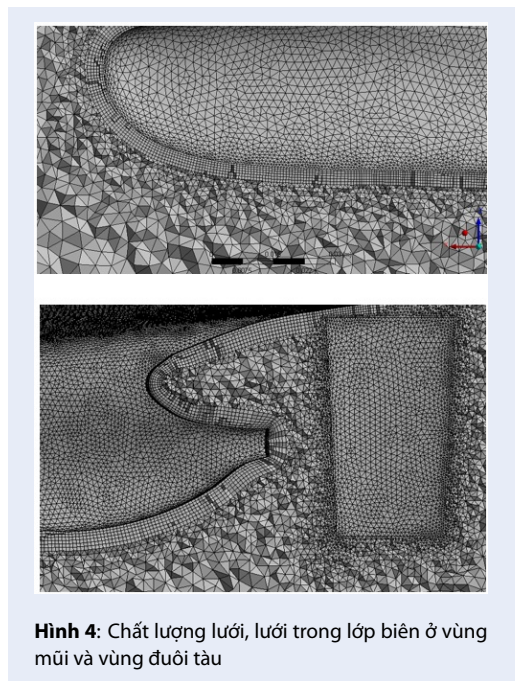 Hình 4: Chất lượng lưới, lưới trong lớp biên ở vùng
mũi và vùng đuôi tàu